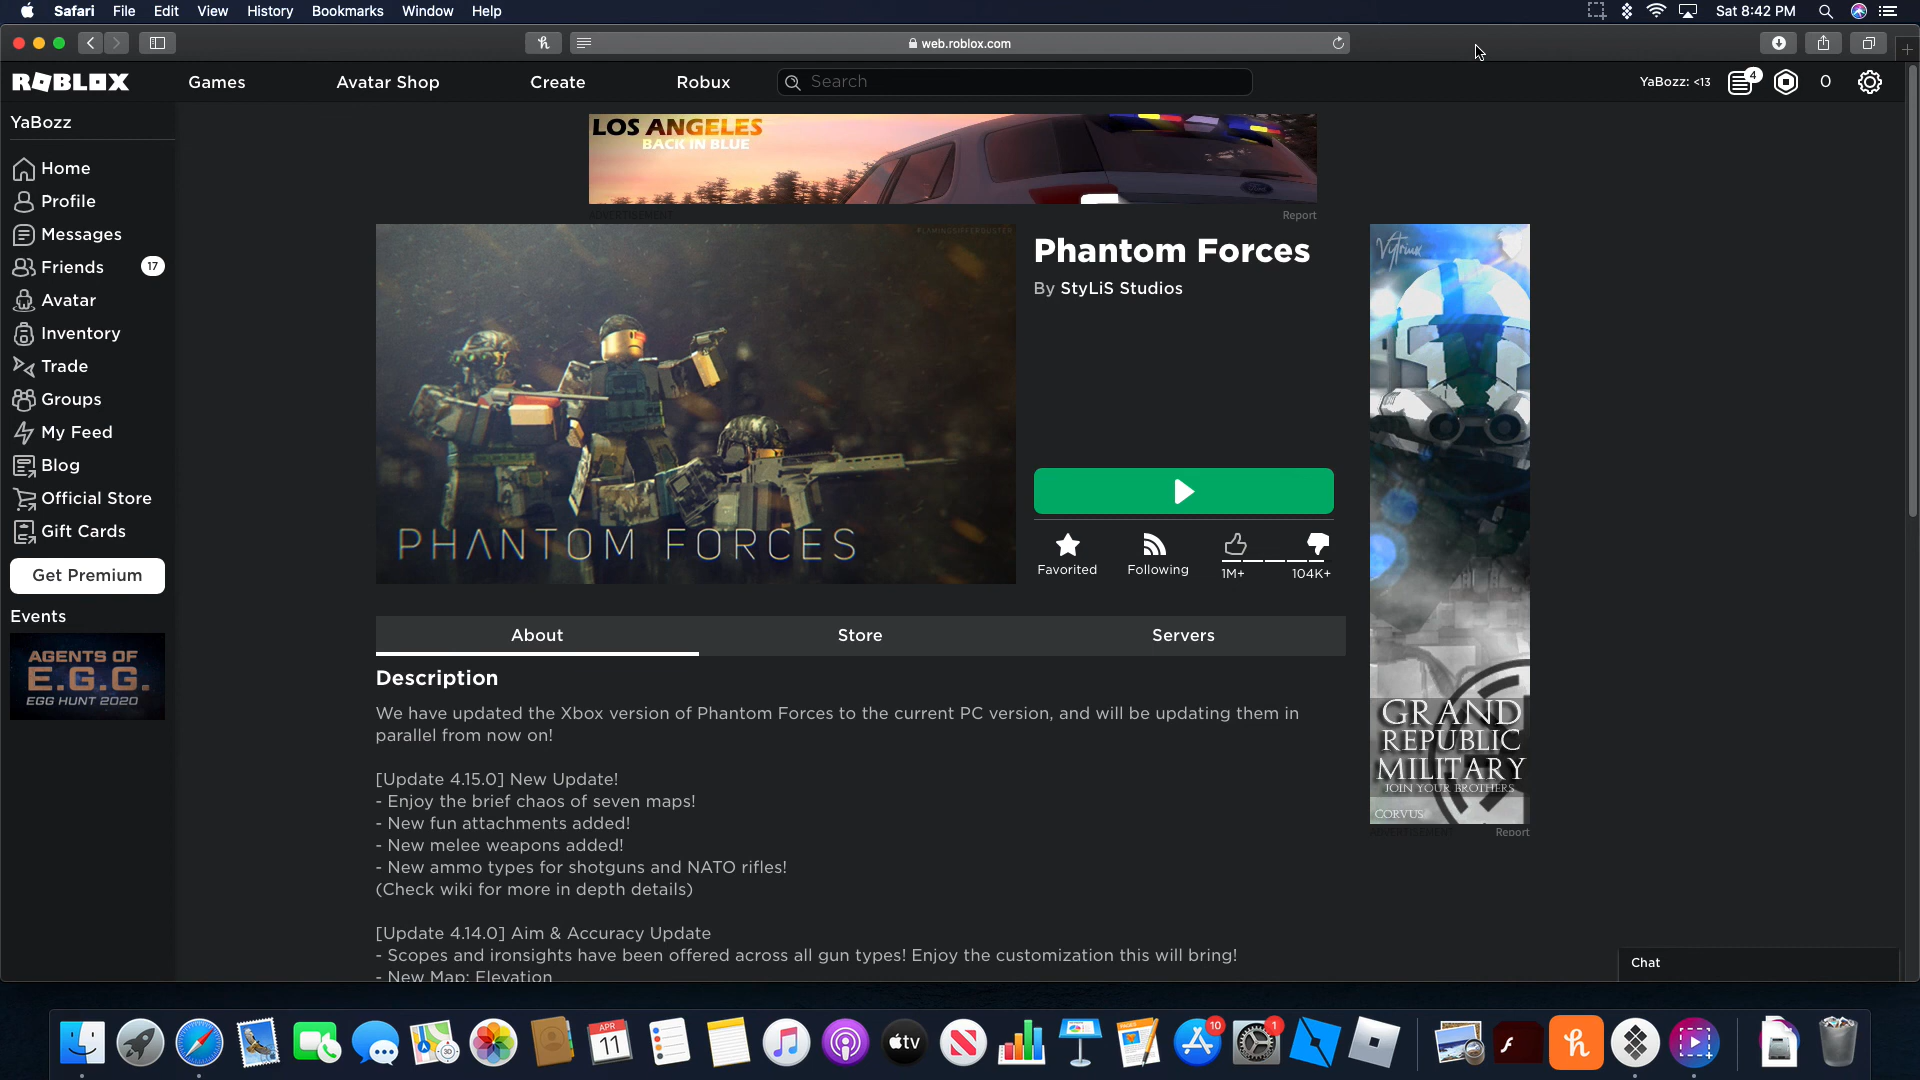 Safari File Edit View History Bookmarks Window Help
Sat 8:42 PM
web.roblox.com
ROBLOX Games Avatar Shop Create Robux Search YaBozz: <13 4 0
YaBozz
Home
Profile
Messages
Friends 17
Avatar
Inventory
Trade
Groups
My Feed
Blog
Official Store
Gift Cards
Get Premium
Events
AGENTS OF
E.G.G.
EGG HUNT 2020
LOS ANGELES
BACK IN BLUE
ADVERTISEMENT Report
PHANTOM FORCES
Phantom Forces
By StyLiS Studios
Favorited Following 1M+ 104K+
About Store Servers
Description
We have updated the Xbox version of Phantom Forces to the current PC version, and will be updating them in
parallel from now on!
[Update 4.15.0] New Update!
- Enjoy the brief chaos of seven maps!
- New fun attachments added!
- New melee weapons added!
- New ammo types for shotguns and NATO rifles!
(Check wiki for more in depth details)
[Update 4.14.0] Aim & Accuracy Update
- Scopes and ironsights have been offered across all gun types! Enjoy the customization this will bring!
- New Map: Elevation
GRAND
REPUBLIC
MILITARY
JOIN YOUR BROTHERS
CORVUS
ADVERTISEMENT Report
Chat
APR
11
3D
tv
10
1